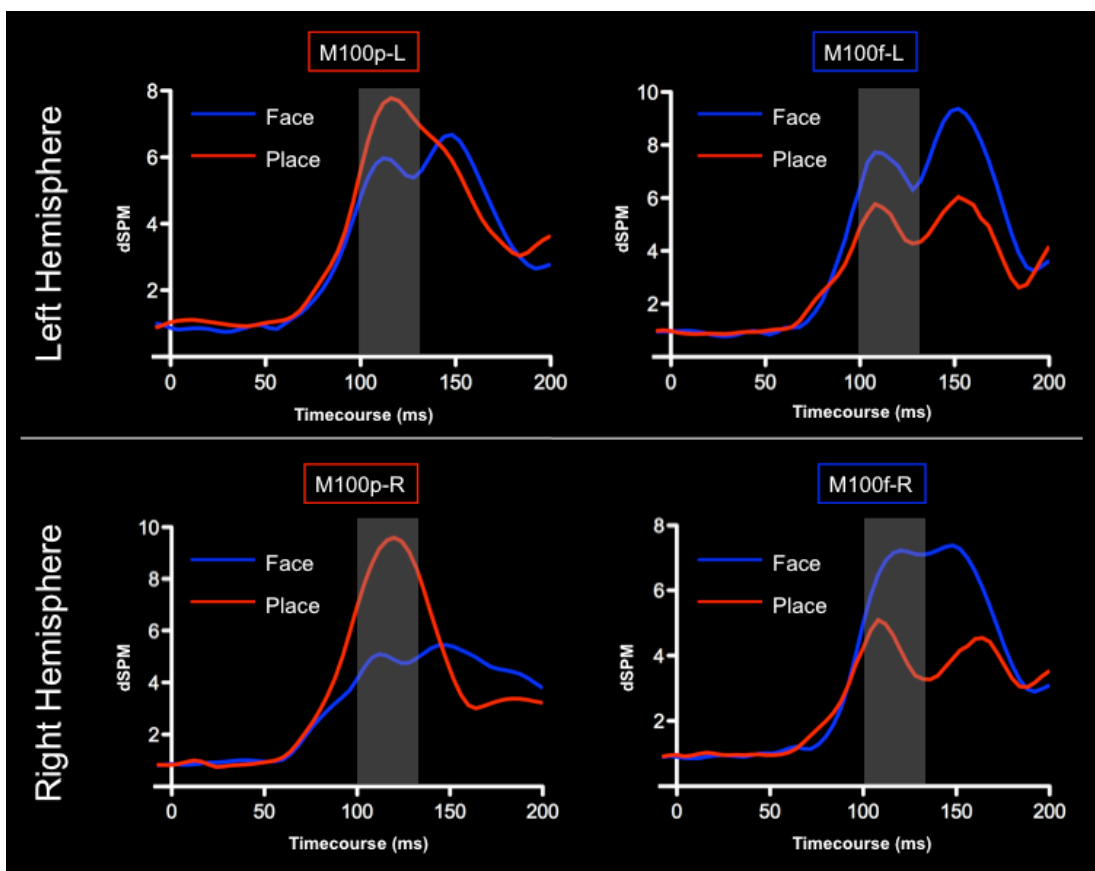 Left Hemisphere
M100p-L
8
6
4
2
dSPM
Face
Place
0
50
100
150
200
Timecourse (ms)
M100f-L
10
8
6
4
2
dSPM
Face
Place
0
50
100
150
200
Timecourse (ms)
Right Hemisphere
M100p-R
10
8
6
4
2
dSPM
Face
Place
0
50
100
150
200
Timecourse (ms)
M100f-R
8
6
4
2
dSPM
Face
Place
0
50
100
150
200
Timecourse (ms)